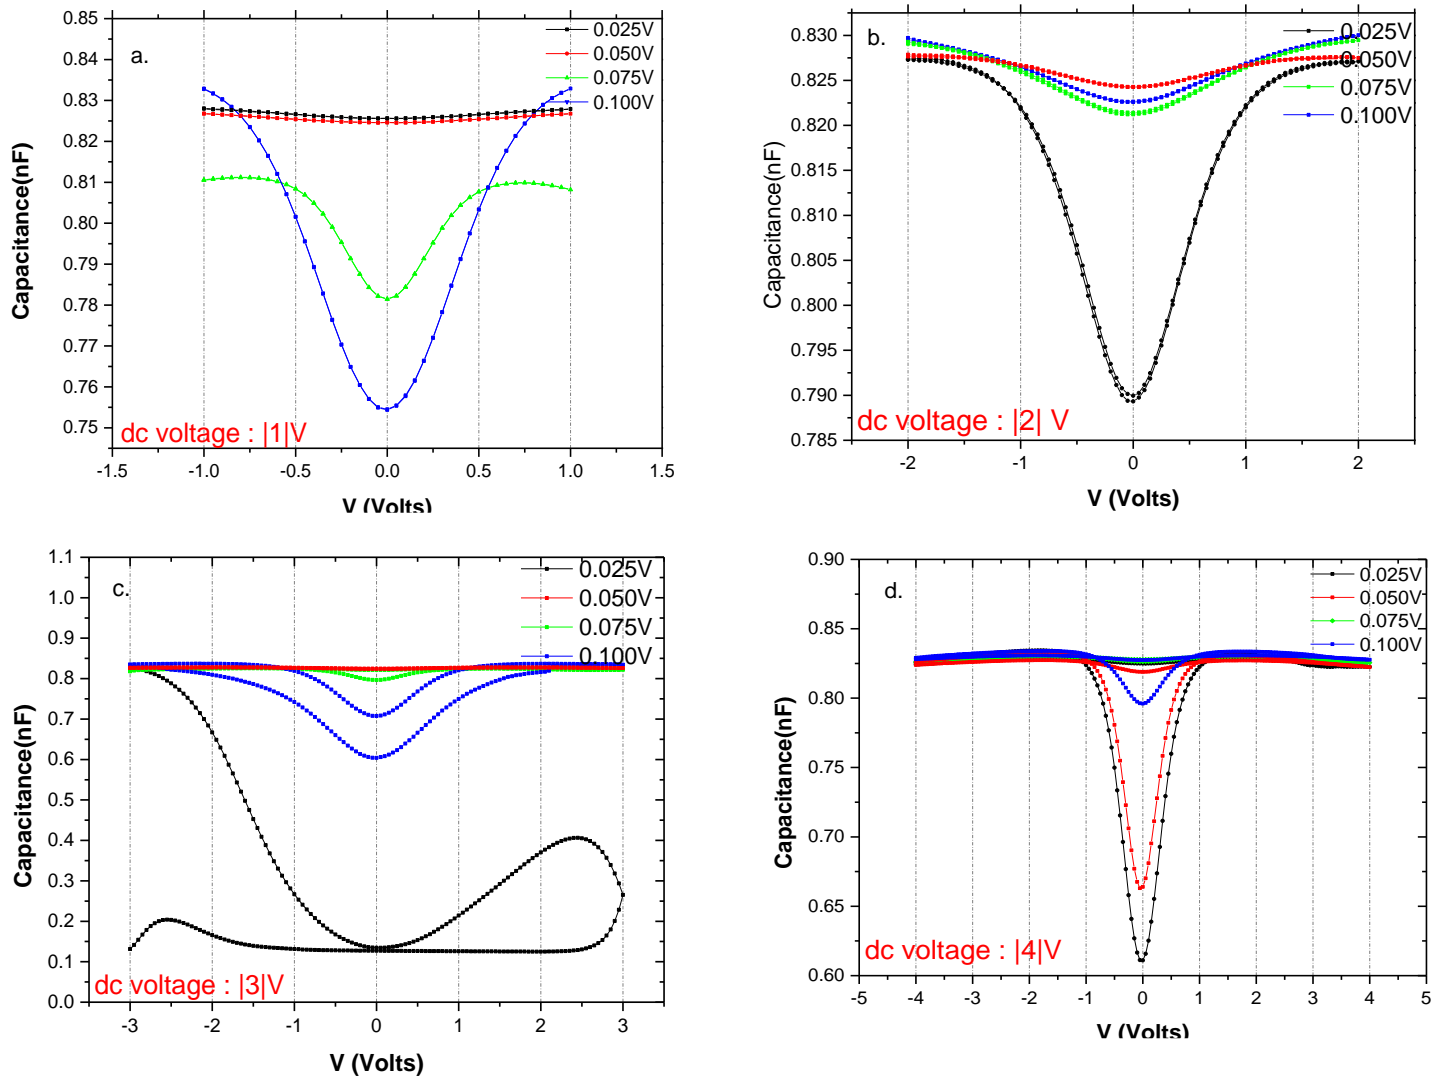 a.
0.85
0.84
0.83
0.82
0.81
0.80
0.79
0.78
0.77
0.76
0.75
Capacitance(nF)
0.025V
0.050V
0.075V
0.100V
dc voltage : |1|V
-1.5 -1.0 -0.5 0.0 0.5 1.0 1.5
V (Volts)
b.
0.830
0.825
0.820
0.815
0.810
0.805
0.800
0.795
0.790
0.785
Capacitance(nF)
0.025V
0.050V
0.075V
0.100V
dc voltage : |2| V
-2 -1 0 1 2
V (Volts)
c.
1.1
1.0
0.9
0.8
0.7
0.6
0.5
0.4
0.3
0.2
0.1
0.0
Capacitance(nF)
0.025V
0.050V
0.075V
0.100V
dc voltage : |3|V
-3 -2 -1 0 1 2 3
V (Volts)
d.
0.90
0.85
0.80
0.75
0.70
0.65
0.60
Capacitance(nF)
0.025V
0.050V
0.075V
0.100V
dc voltage : |4|V
-5 -4 -3 -2 -1 0 1 2 3 4 5
V (Volts)